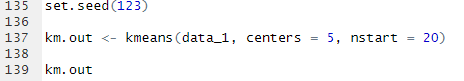 135 set.seed(123)
136
137 km.out <- kmeans(data_1, centers = 5, nstart = 20)
138
139 km.out